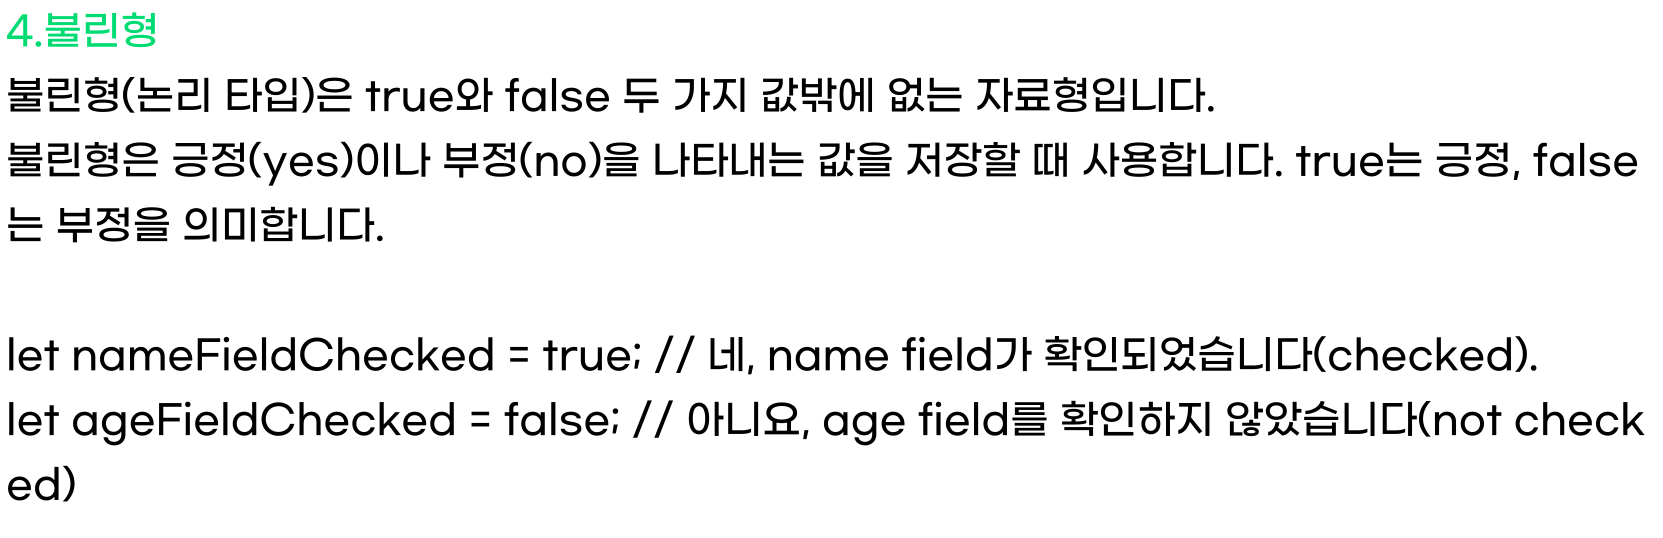 4.불린형
불린형(논리 타입)은 true와 false 두 가지 값밖에 없는 자료형입니다.
불린형은 긍정(yes)이나 부정(no)을 나타내는 값을 저장할 때 사용합니다. true는 긍정, false
는 부정을 의미합니다.
let nameFieldChecked = true; // 네, name field가 확인되었습니다(checked).
let ageFieldChecked = false; // 아니요, age field를 확인하지 않았습니다(not check
ed)